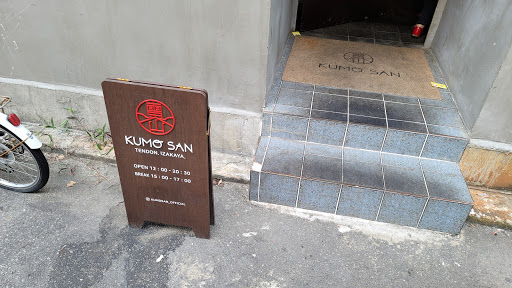 KUMO SAN
KUMO SAN
TENDON, IZAKAYA.
OPEN 12 : 00 - 20 : 30
BREAK 15 : 00 - 17 : 00